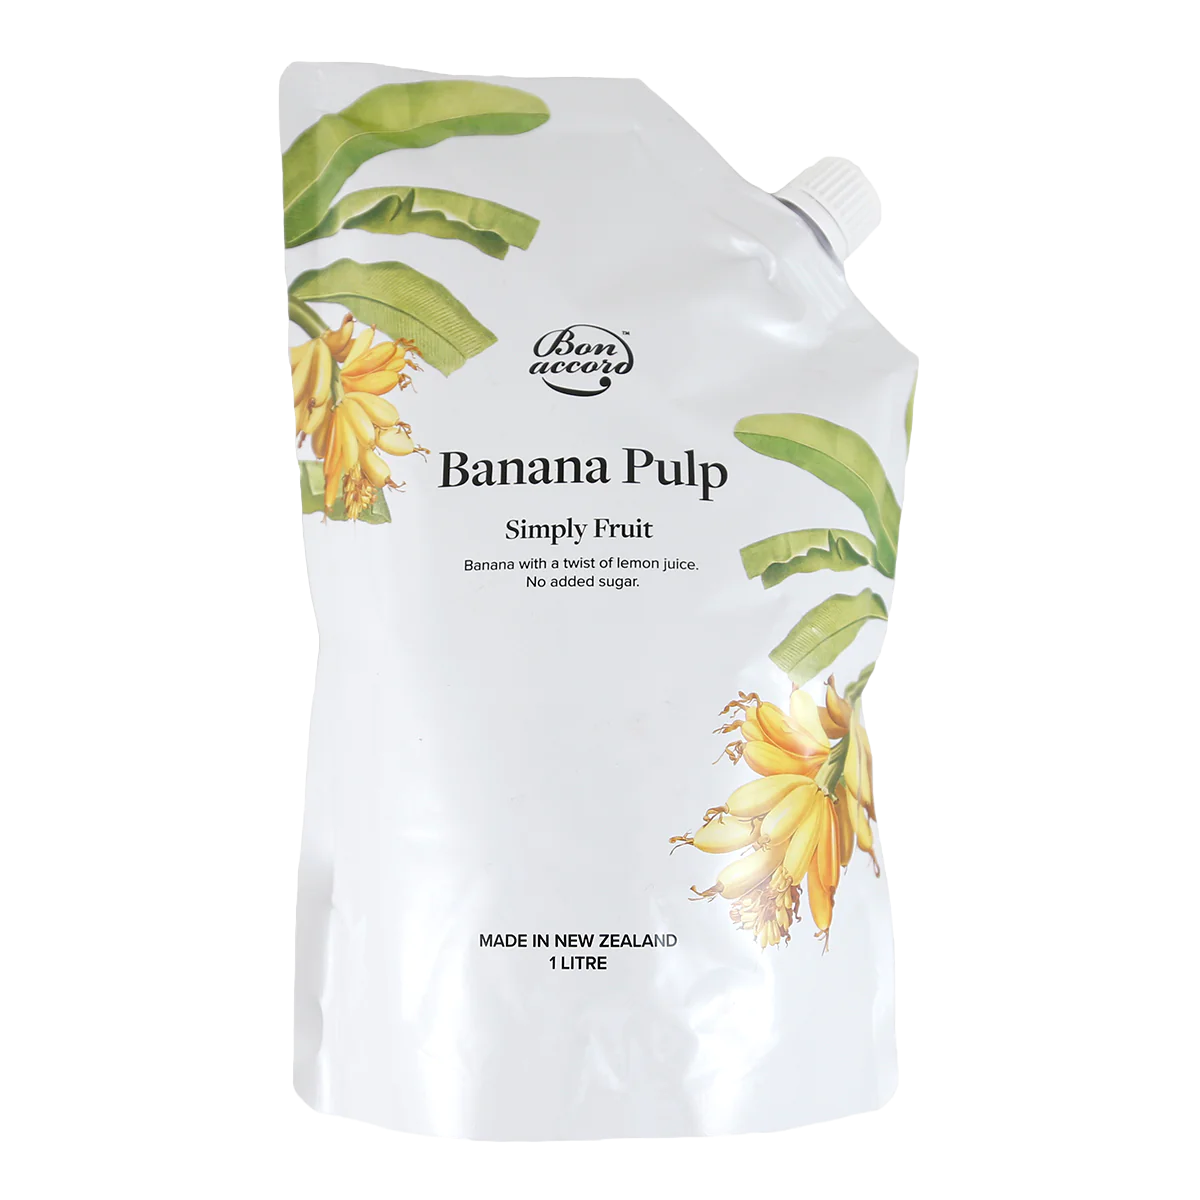 Bon
accord™
Banana Pulp
Simply Fruit
Banana with a twist of lemon juice.
No added sugar.
MADE IN NEW ZEALAND
1 LITRE